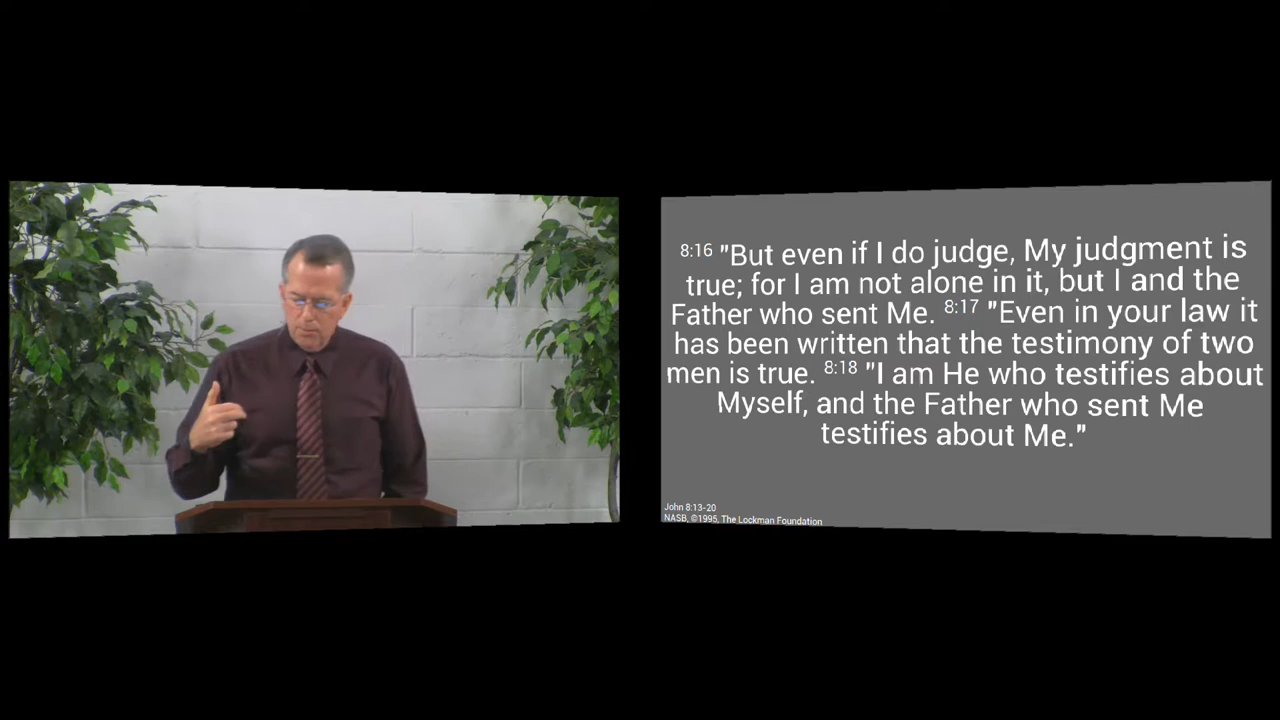 8:16 "But even if I do judge, My judgment is
true; for I am not alone in it, but I and the
Father who sent Me. 8:17 "Even in your law it
has been written that the testimony of two
men is true. 8:18 "I am He who testifies about
Myself, and the Father who sent Me
testifies about Me."
John 8:13-20
NASB, ©1995, The Lockman Foundation